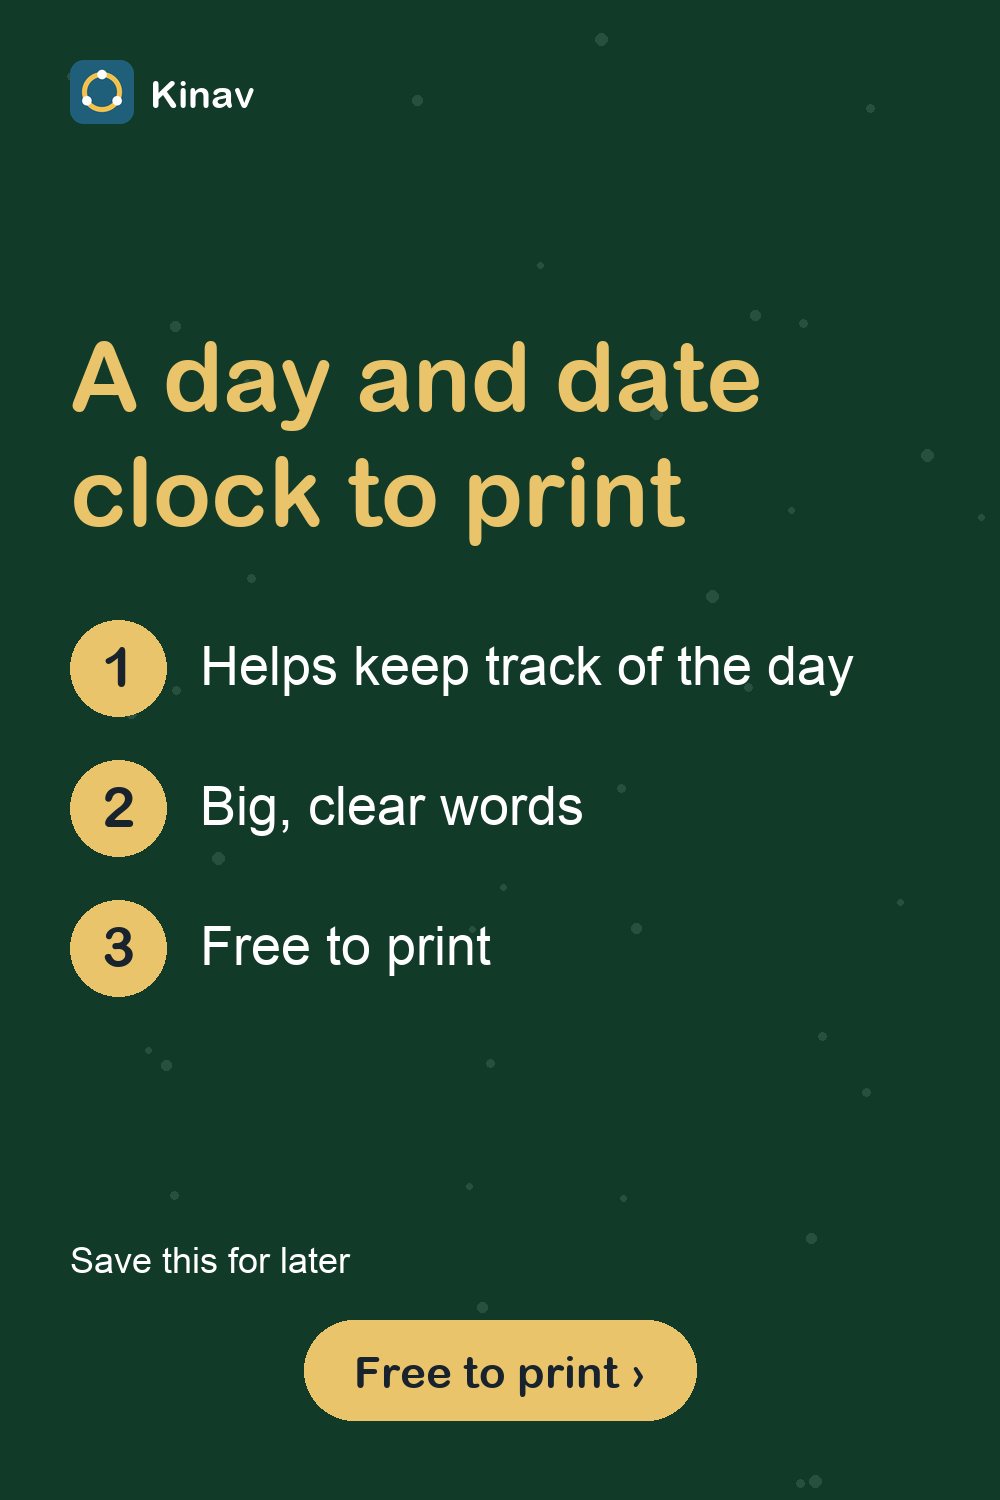 Kinav
A day and date
clock to print
1 Helps keep track of the day
2 Big, clear words
3 Free to print
Save this for later
Free to print ›